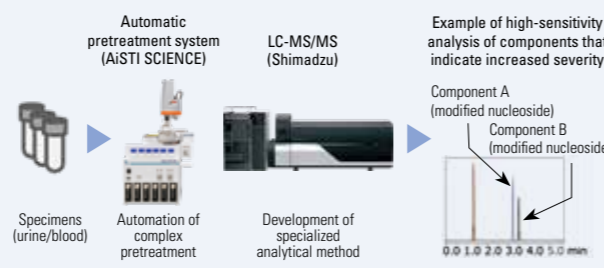 Automatic
pretreatment system
(AiSTI SCIENCE)
LC-MS/MS
(Shimadzu)
Example of high-sensitivity
analysis of components that
indicate increased severity
Component A
(modified nucleoside)
Component B
(modified nucleoside
0.0 1.0 2.0 3.0 4.0 5.0 min
Specimens
(urine/blood)
Automation of
complex
pretreatment
Development of
specialized
analytical method